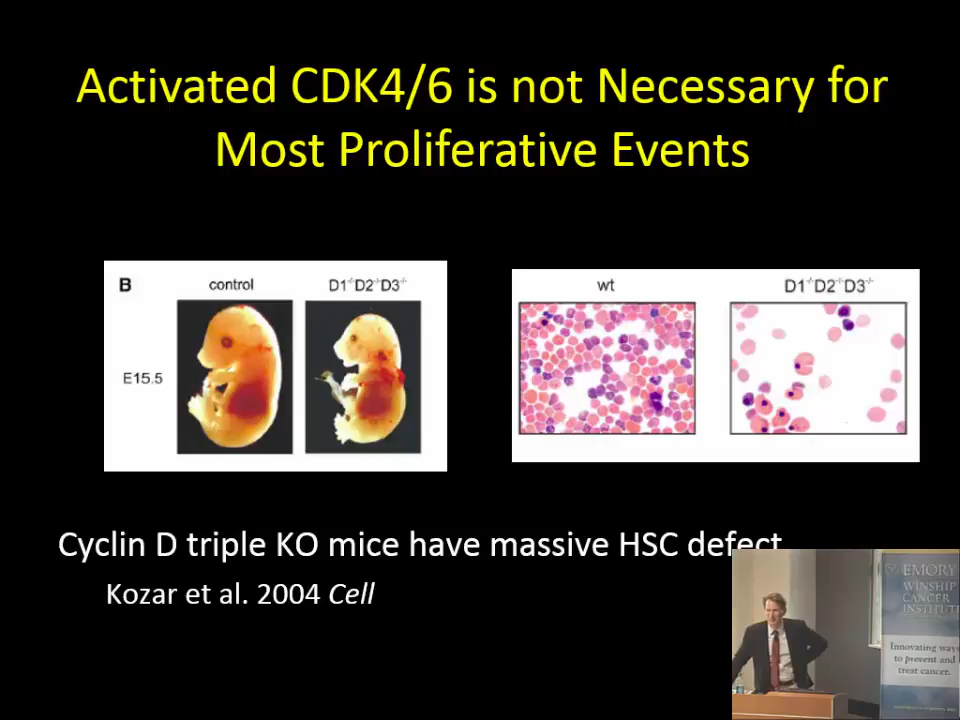 Activated CDK4/6 is not Necessary for
Most Proliferative Events
B
control
D1⁻/⁻D2⁻/⁻D3⁻/⁻
E15.5
wt
D1⁻/⁻D2⁻/⁻D3⁻/⁻
Cyclin D triple KO mice have massive HSC defect
Kozar et al. 2004 Cell
EMORY
WINSHIP
CANCER
INSTITUTE
Innovating ways
to prevent and
treat cancer.